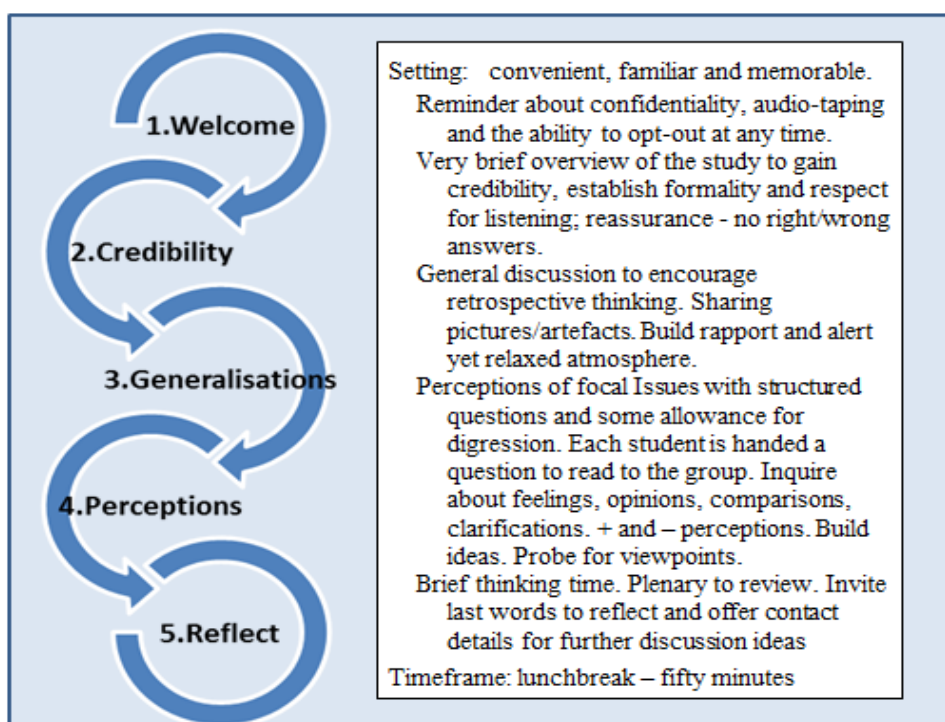 1.Welcome
2.Credibility
3.Generalisations
4.Perceptions
5.Reflect
Setting: convenient, familiar and memorable.
Reminder about confidentiality, audio-taping
and the ability to opt-out at any time.
Very brief overview of the study to gain
credibility, establish formality and respect
for listening; reassurance - no right/wrong
answers.
General discussion to encourage
retrospective thinking. Sharing
pictures/artefacts. Build rapport and alert
yet relaxed atmosphere.
Perceptions of focal Issues with structured
questions and some allowance for
digression. Each student is handed a
question to read to the group. Inquire
about feelings, opinions, comparisons,
clarifications. + and – perceptions. Build
ideas. Probe for viewpoints.
Brief thinking time. Plenary to review. Invite
last words to reflect and offer contact
details for further discussion ideas
Timeframe: lunchbreak – fifty minutes